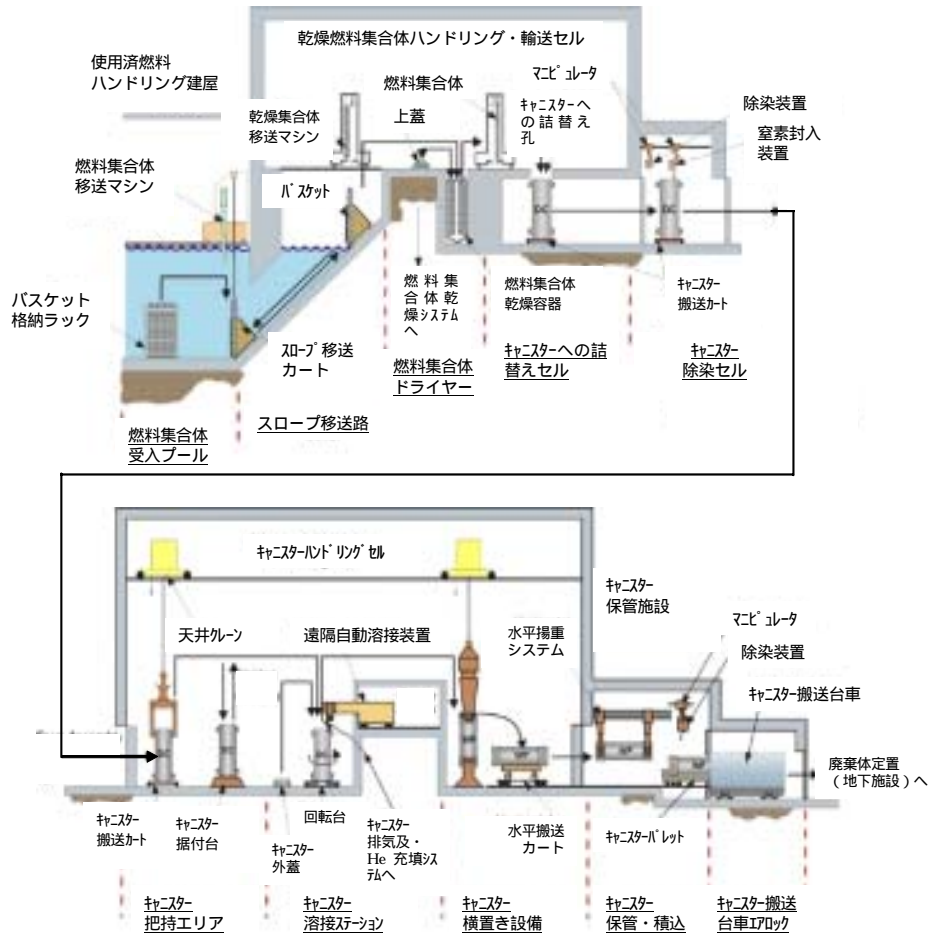 乾燥燃料集合体ハンドリング・輸送セル
使用済燃料
ハンドリング建屋
乾燥集合体
移送マシン
燃料集合体
上蓋
キャニスターへ
の詰替え
孔
マニピュレータ
除染装置
窒素封入
装置
燃料集合体
移送マシン
バスケット
バスケット
格納ラック
スロープ移送
カート
燃料集
合体乾
燥システム
へ
燃料集合体
乾燥容器
キャニスター
搬送カート
燃料集合体
受入プール
スロープ移送路
燃料集合体
ドライヤー
キャニスターへの詰
替えセル
キャニスター
除染セル
キャニスターハンドリングセル
天井クレーン
遠隔自動溶接装置
水平揚重
システム
キャニスター
保管施設
マニピュレータ
除染装置
キャニスター搬送台車
廃棄体定置
（地下施設）へ
キャニスター
搬送カート
キャニスター
据付台
キャニスター
外蓋
回転台
キャニスター
排気及・
He 充填シス
テムへ
水平搬送
カート
キャニスターパレット
キャニスター
把持エリア
キャニスター
溶接ステーション
キャニスター
横置き設備
キャニスター
保管・積込
キャニスター搬送
台車エアロック